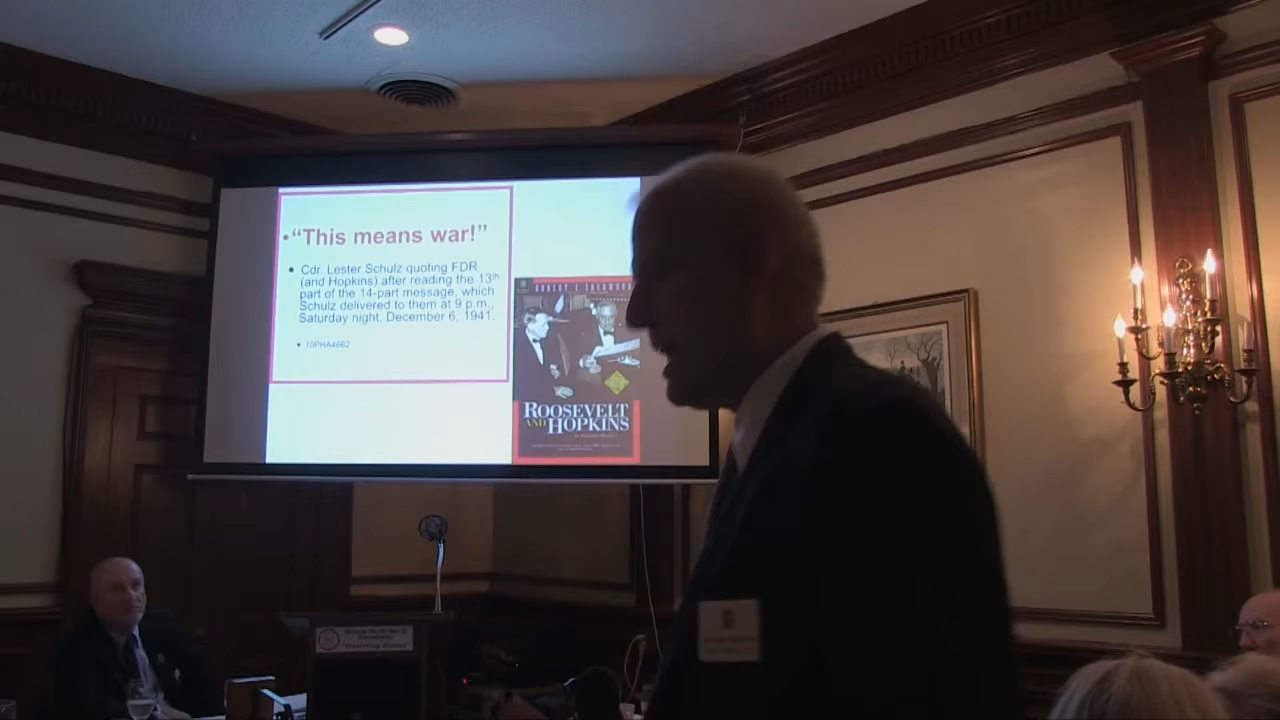 •“This means war!”
• Cdr. Lester Schulz quoting FDR
(and Hopkins) after reading the 13th
part of the 14-part message, which
Schulz delivered to them at 9 p.m.,
Saturday night, December 6, 1941.
• 10PHA4662
ROBERT E SHERWOOD
ROOSEVELT
AND HOPKINS